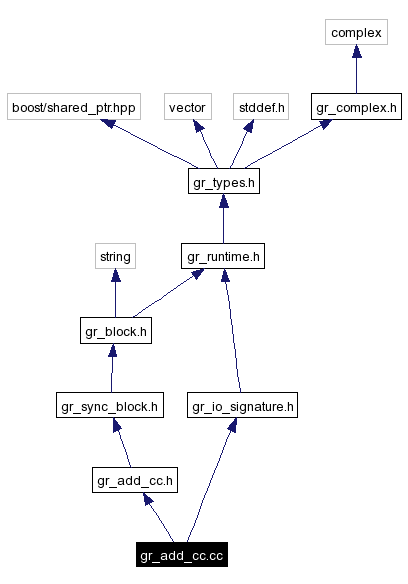 complex
boost/shared_ptr.hpp
vector
stddef.h
gr_complex.h
gr_types.h
string
gr_runtime.h
gr_block.h
gr_sync_block.h
gr_io_signature.h
gr_add_cc.h
gr_add_cc.cc